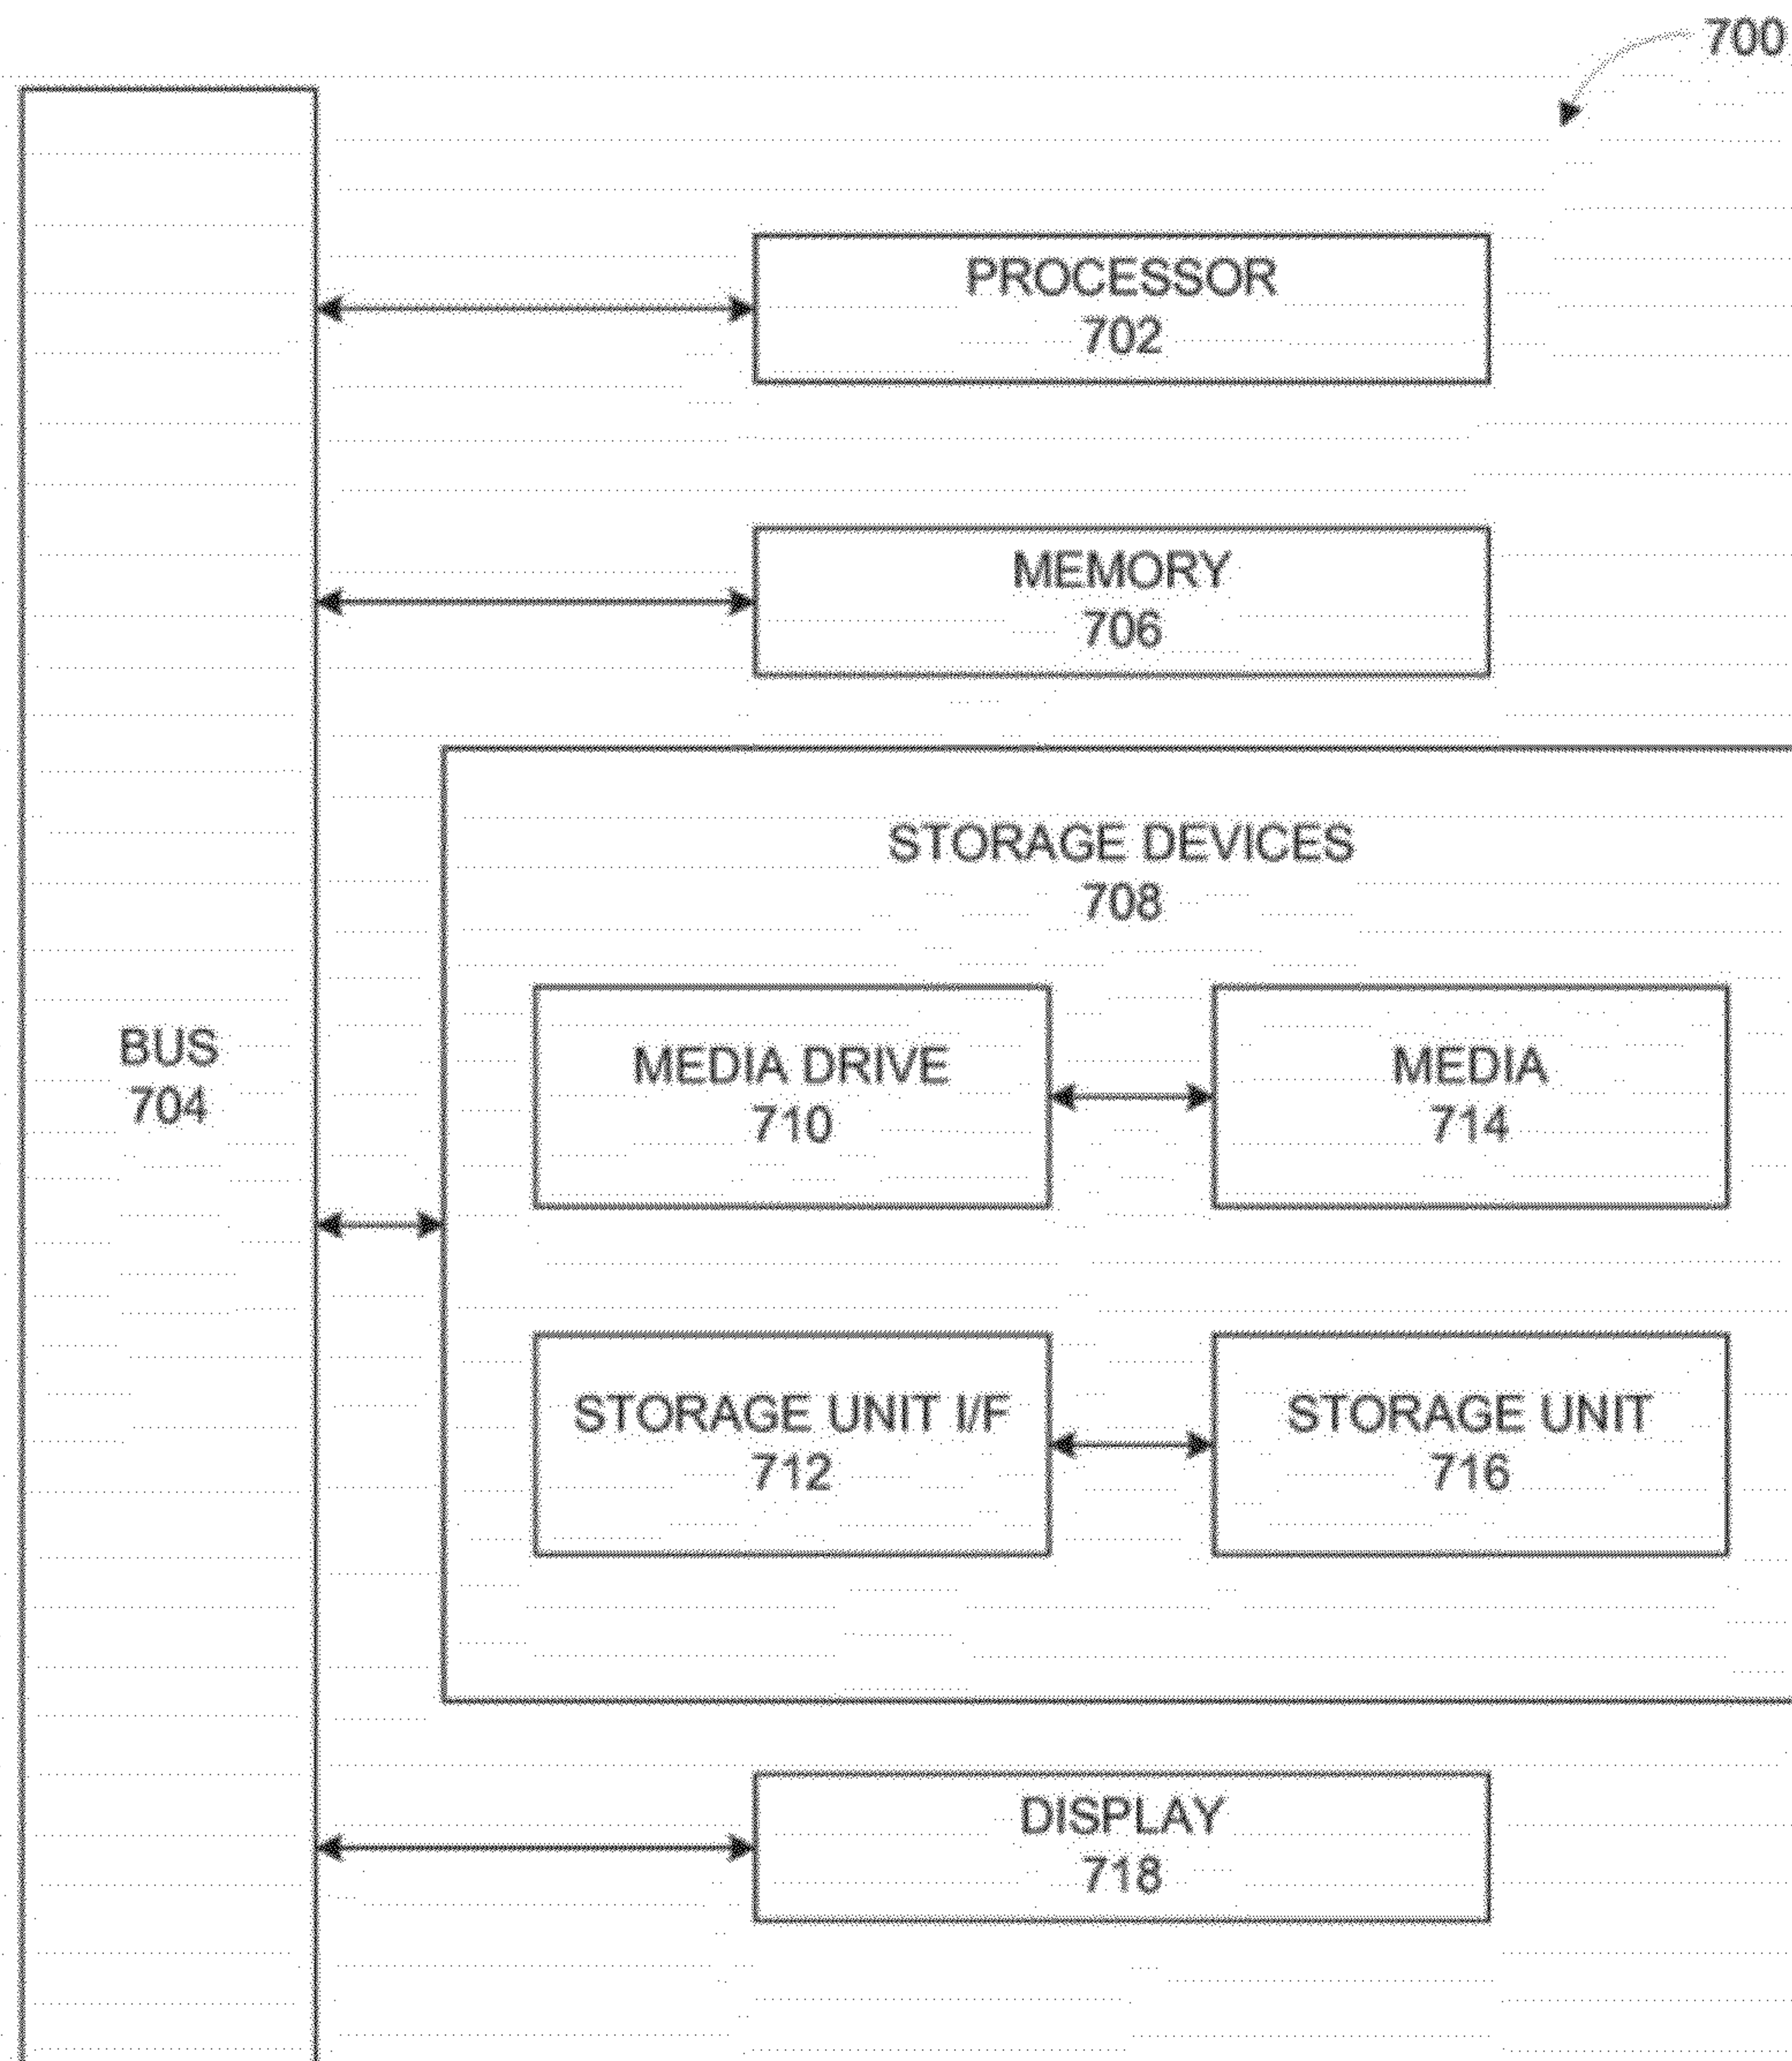 700
PROCESSOR
702
MEMORY
706
STORAGE DEVICES
708
BUS
704
MEDIA DRIVE
710
MEDIA
714
STORAGE UNIT I/F
712
STORAGE UNIT
716
DISPLAY
718